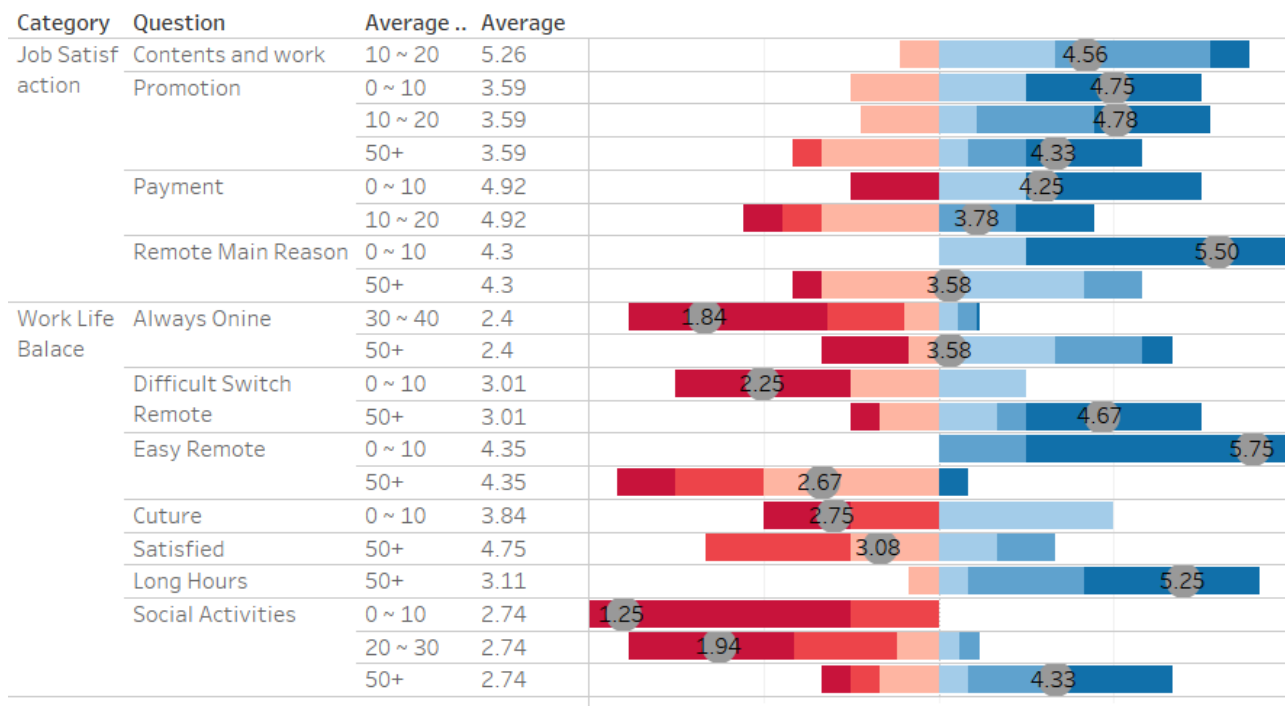 Category Question Average .. Average
Job Satisf Contents and work 10 ~ 20 5.26 4.56
action Promotion 0 ~ 10 3.59 4.75
10 ~ 20 3.59 4.78
50+ 3.59 4.33
Payment 0 ~ 10 4.92 4.25
10 ~ 20 4.92 3.78
Remote Main Reason 0 ~ 10 4.3 5.50
50+ 4.3 3.58
Work Life Always Onine 30 ~ 40 2.4 1.84
Balace 50+ 2.4 3.58
Difficult Switch 0 ~ 10 3.01 2.25
Remote 50+ 3.01 4.67
Easy Remote 0 ~ 10 4.35 5.75
50+ 4.35 2.67
Cuture 0 ~ 10 3.84 2.75
Satisfied 50+ 4.75 3.08
Long Hours 50+ 3.11 5.25
Social Activities 0 ~ 10 2.74 1.25
20 ~ 30 2.74 1.94
50+ 2.74 4.33